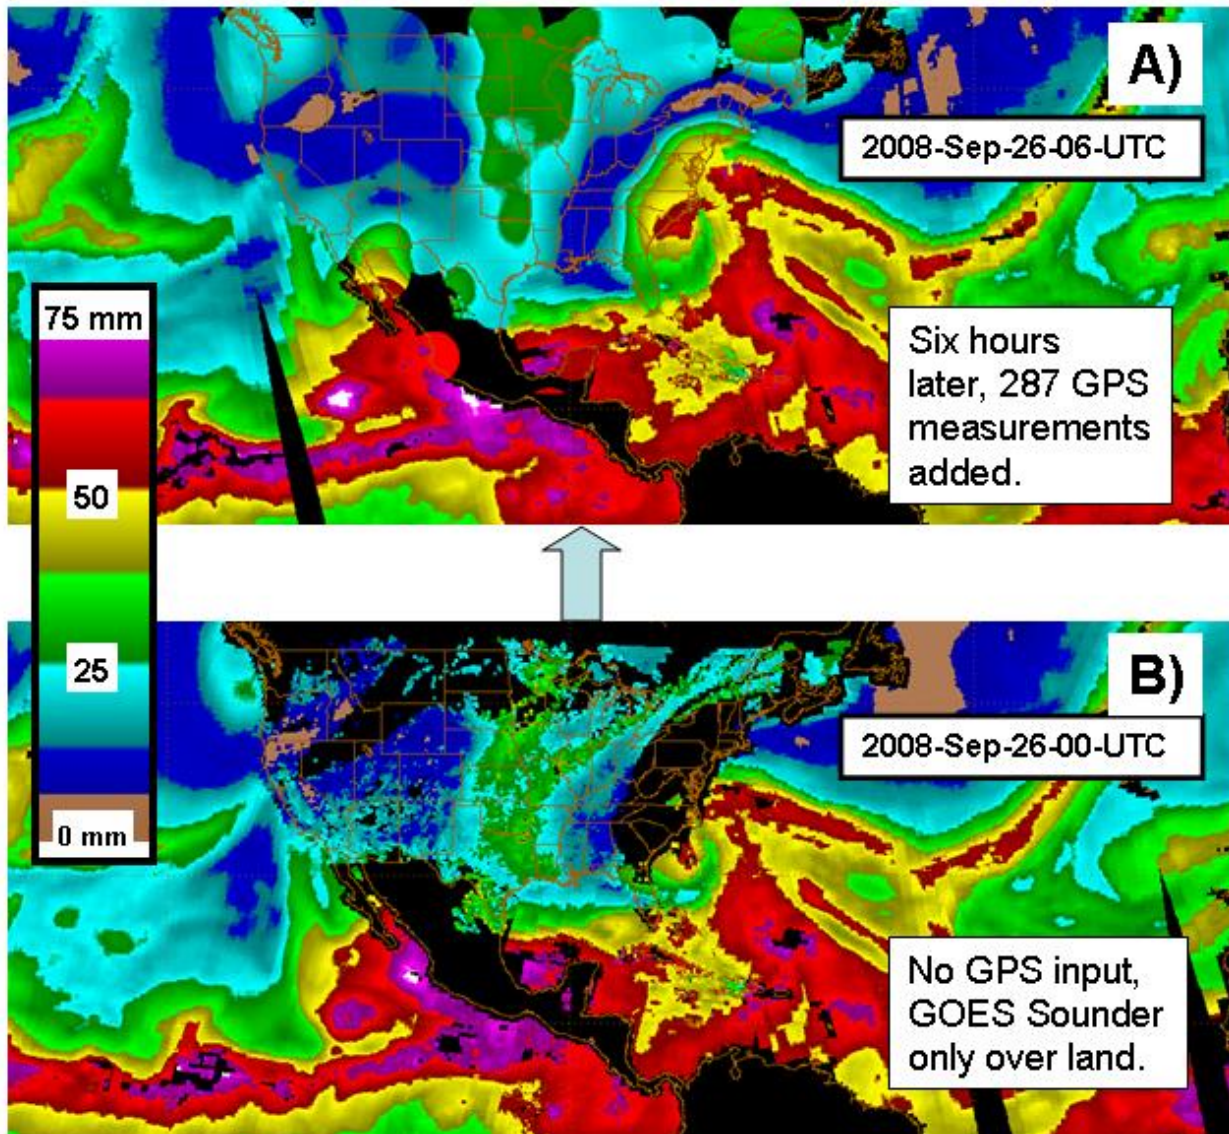 A)
2008-Sep-26-06-UTC
Six hours
later, 287 GPS
measurements
added.
75 mm
50
25
0 mm
B)
2008-Sep-26-00-UTC
No GPS input,
GOES Sounder
only over land.